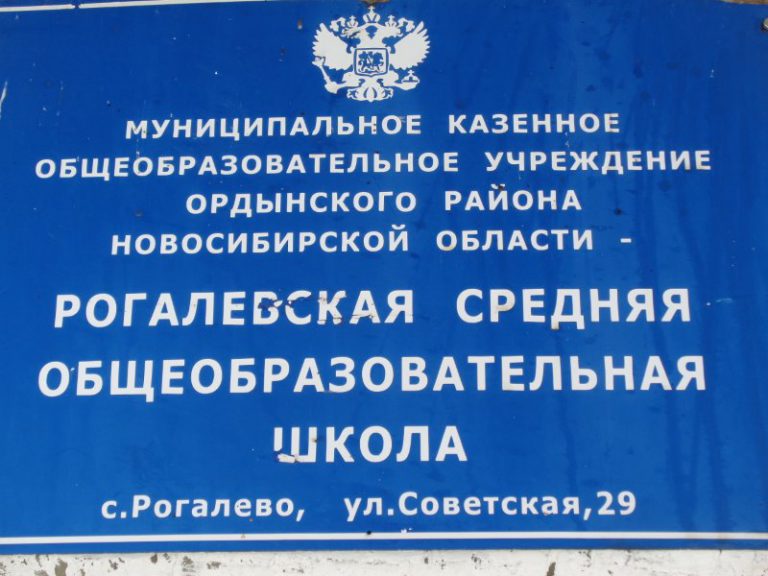 МУНИЦИПАЛЬНОЕ КАЗЕННОЕ
ОБЩЕОБРАЗОВАТЕЛЬНОЕ УЧРЕЖДЕНИЕ
ОРДЫНСКОГО РАЙОНА
НОВОСИБИРСКОЙ ОБЛАСТИ -
РОГАЛЕВСКАЯ СРЕДНЯЯ
ОБЩЕОБРАЗОВАТЕЛЬНАЯ
ШКОЛА
с.Рогалево, ул.Советская,29